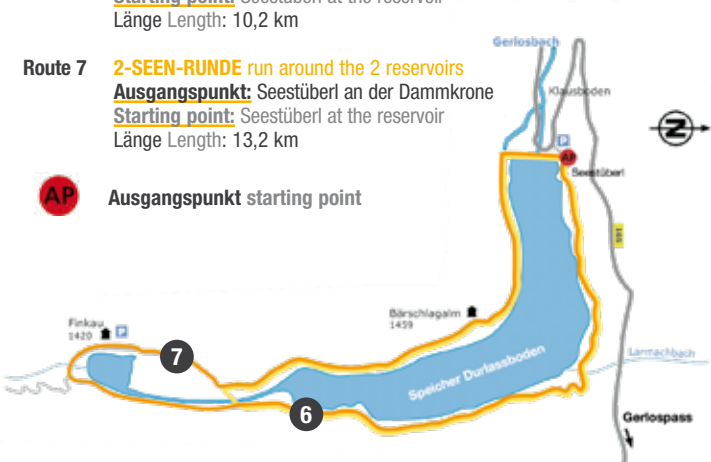 Starting point: Seestüberl at the reservoir
Länge Length: 10,2 km
Route 7 2-SEEN-RUNDE run around the 2 reservoirs
Ausgangspunkt: Seestüberl an der Dammkrone
Starting point: Seestüberl at the reservoir
Länge Length: 13,2 km
AP Ausgangspunkt starting point
Gerlosbach
Klausboden
N
P
AP
Seestüberl
165
Finkau
1420
P
7
Bärschlagalm
1459
Speicher Durlassboden
Larmachbach
6
Gerlospass